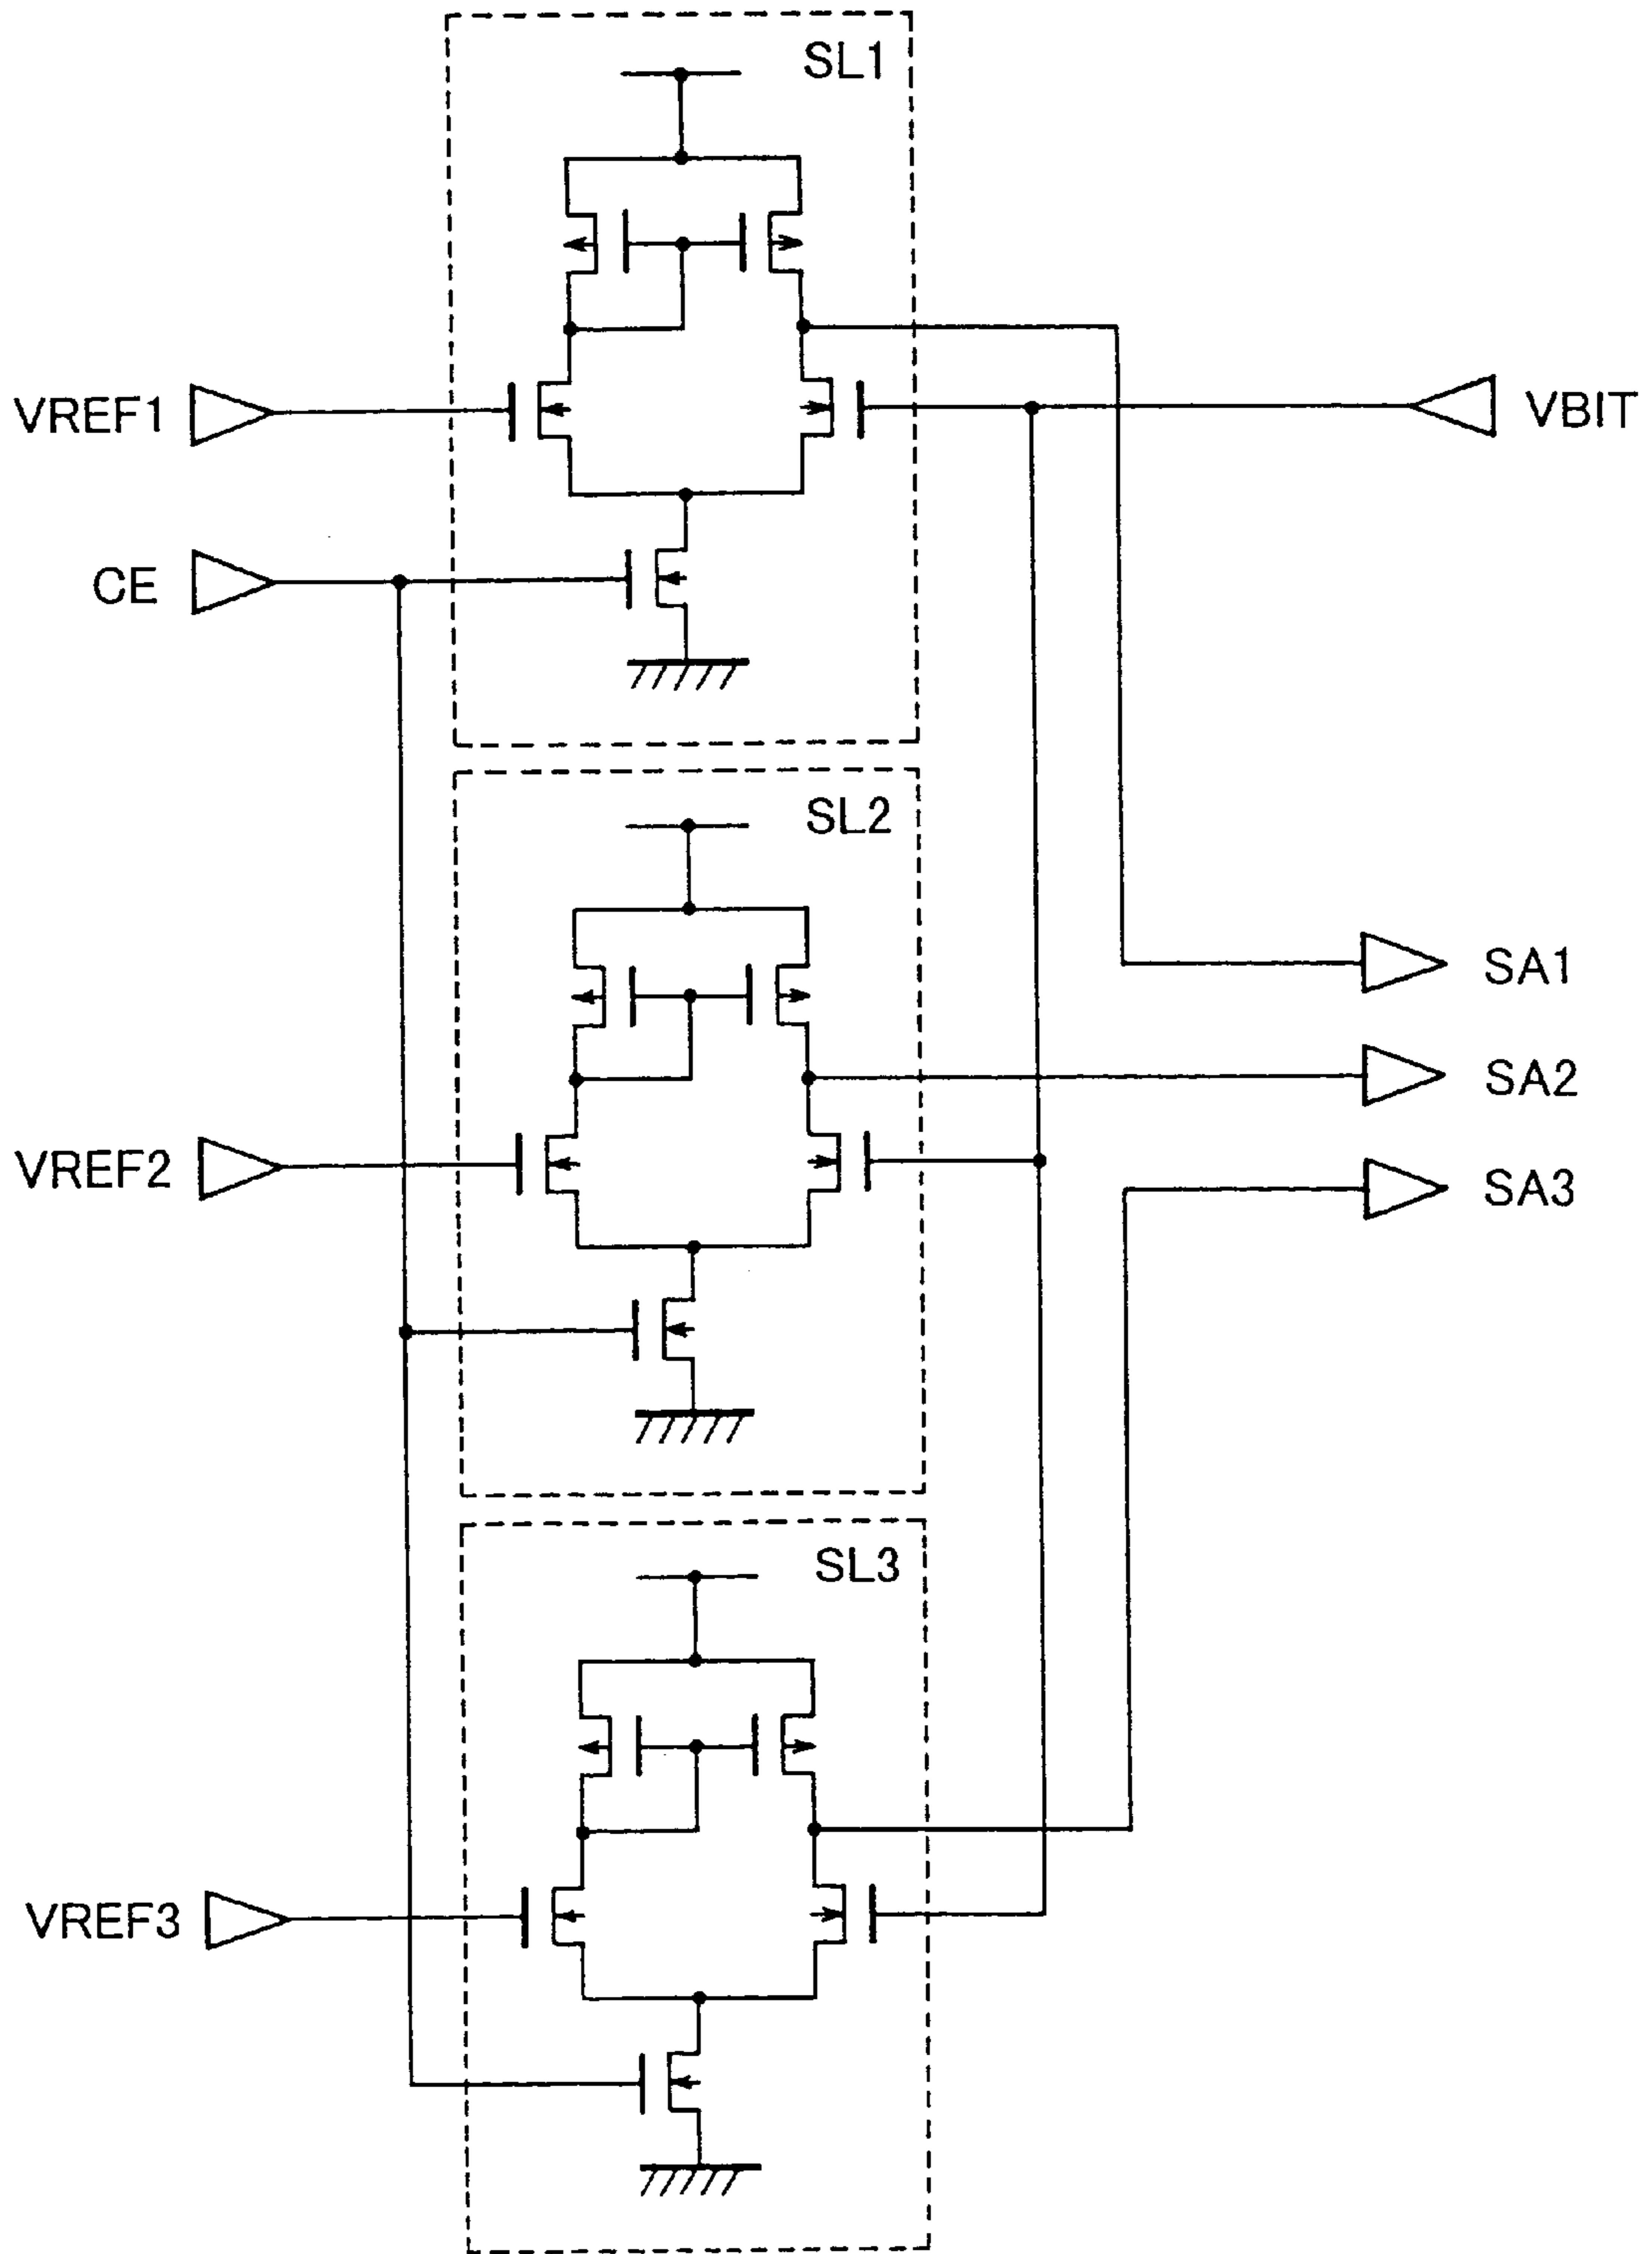 SL1
VREF1
VBIT
CE
SL2
SA1
SA2
VREF2
SA3
SL3
VREF3